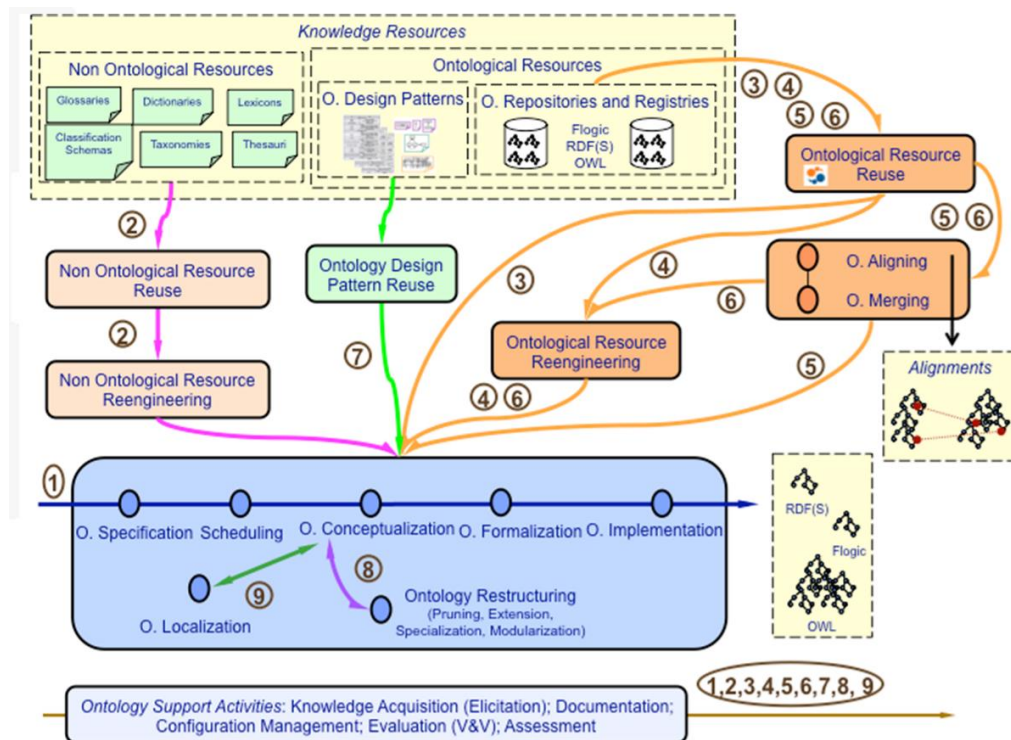 Knowledge Resources
Non Ontological Resources
Glossaries
Dictionaries
Lexicons
Classification
Schemas
Taxonomies
Thesauri
Ontological Resources
O. Design Patterns
O. Repositories and Registries
Flogic
RDF(S)
OWL
3 4
5 6
Ontological Resource
Reuse
5 6
2
Non Ontological Resource
Reuse
2
Non Ontological Resource
Reengineering
Ontology Design
Pattern Reuse
7
3
4
6
O. Aligning
O. Merging
Ontological Resource
Reengineering
4 6
5
Alignments
1
O. Specification
Scheduling
O. Conceptualization
O. Formalization
O. Implementation
9
8
O. Localization
Ontology Restructuring
(Pruning, Extension,
Specialization, Modularization)
RDF(S)
Flogic
OWL
1,2,3,4,5,6,7,8, 9
Ontology Support Activities: Knowledge Acquisition (Elicitation); Documentation;
Configuration Management; Evaluation (V&V); Assessment